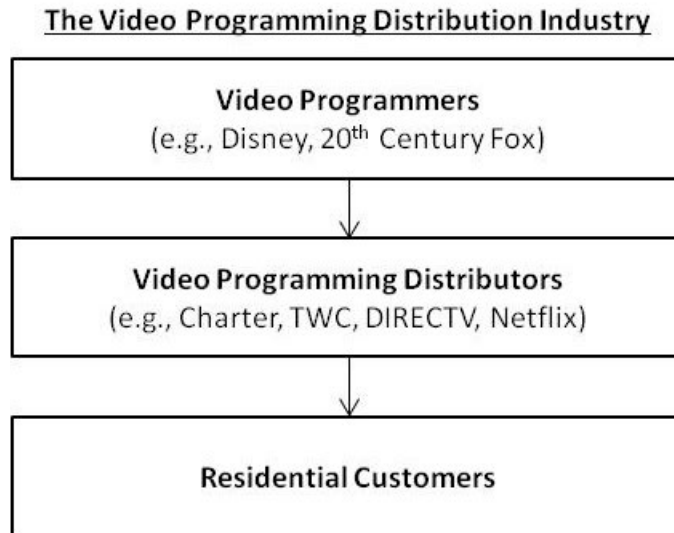 The Video Programming Distribution Industry
Video Programmers
(e.g., Disney, 20th Century Fox)
Video Programming Distributors
(e.g., Charter, TWC, DIRECTV, Netflix)
Residential Customers